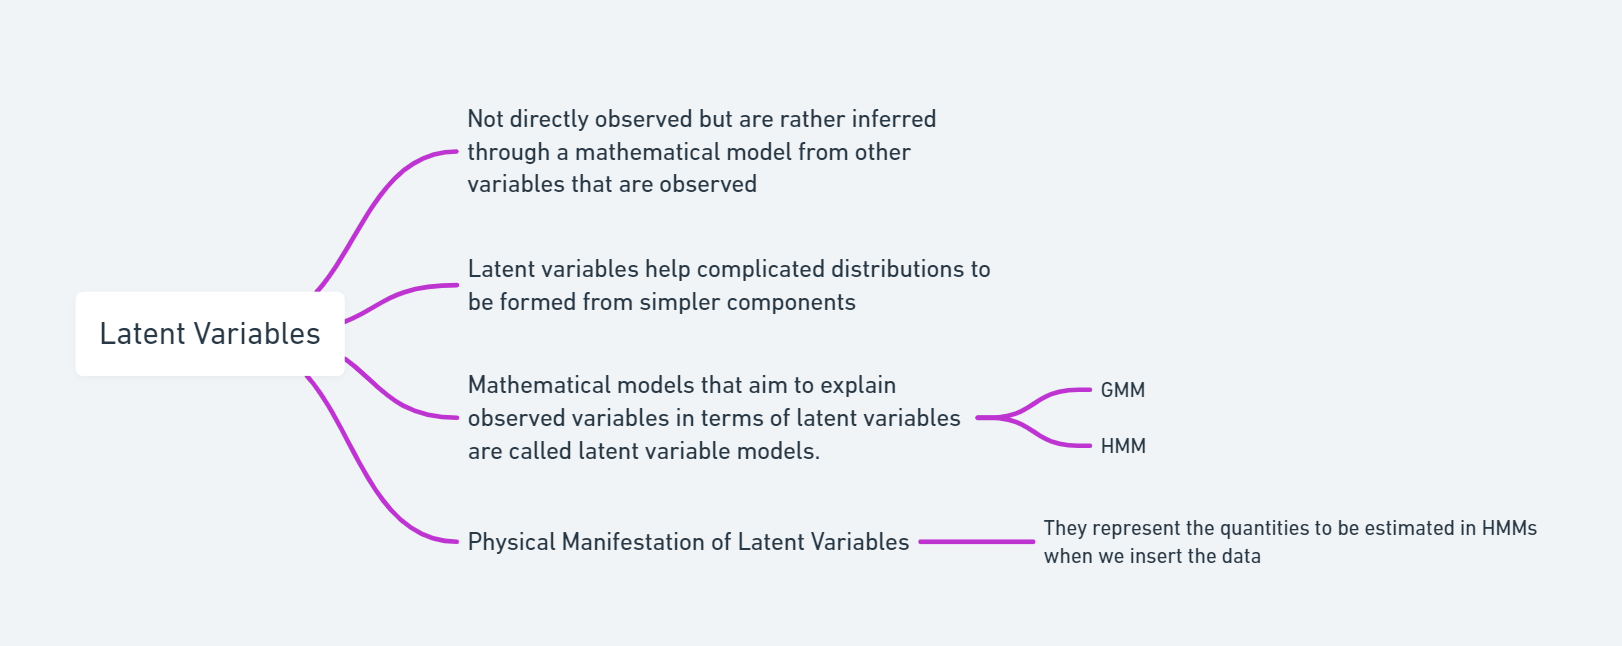 Latent Variables
Not directly observed but are rather inferred
through a mathematical model from other
variables that are observed
Latent variables help complicated distributions to
be formed from simpler components
Mathematical models that aim to explain
observed variables in terms of latent variables
are called latent variable models.
GMM
HMM
Physical Manifestation of Latent Variables
They represent the quantities to be estimated in HMMs
when we insert the data